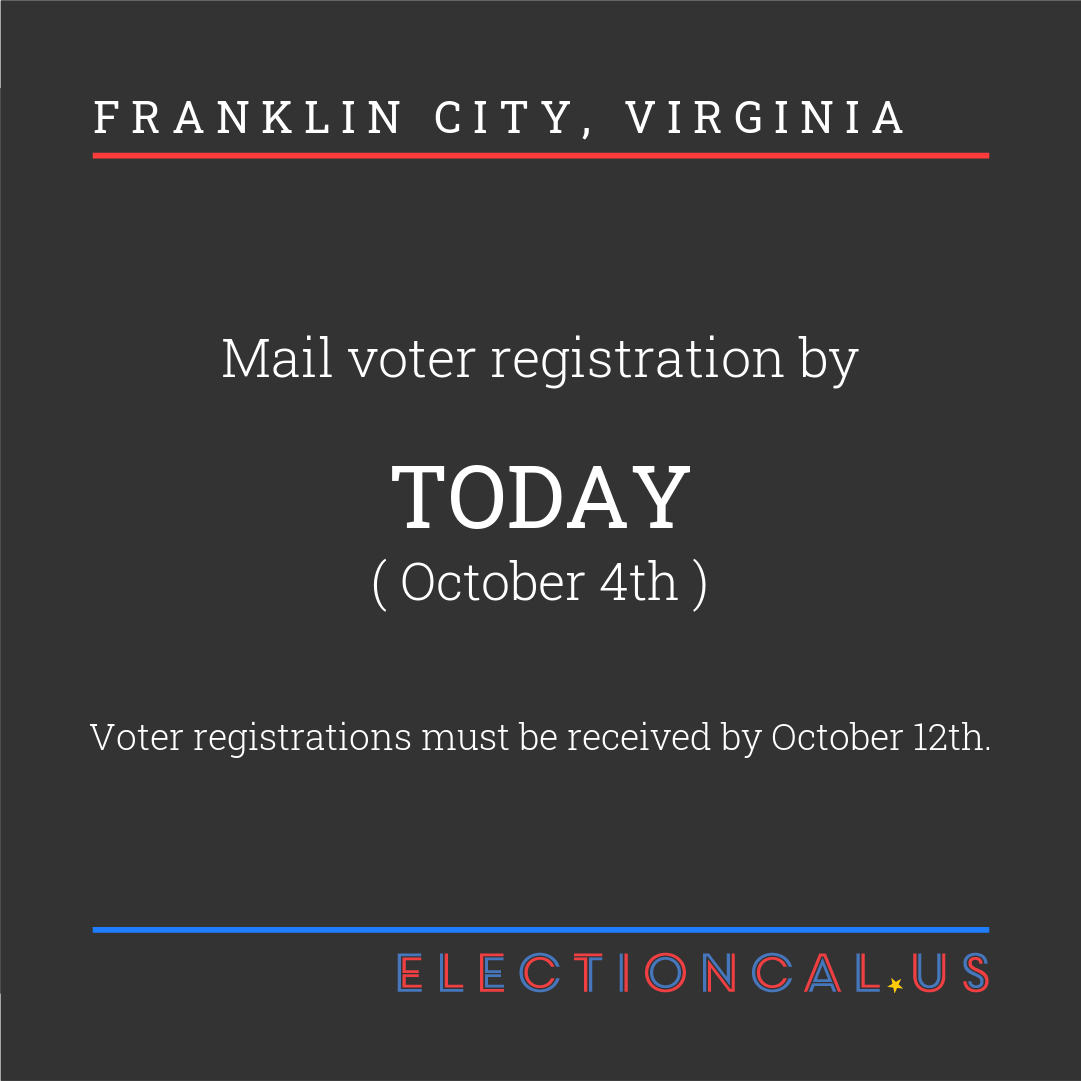 FRANKLIN CITY, VIRGINIA
Mail voter registration by
TODAY
( October 4th )
Voter registrations must be received by October 12th.
ELECTIONCAL.US